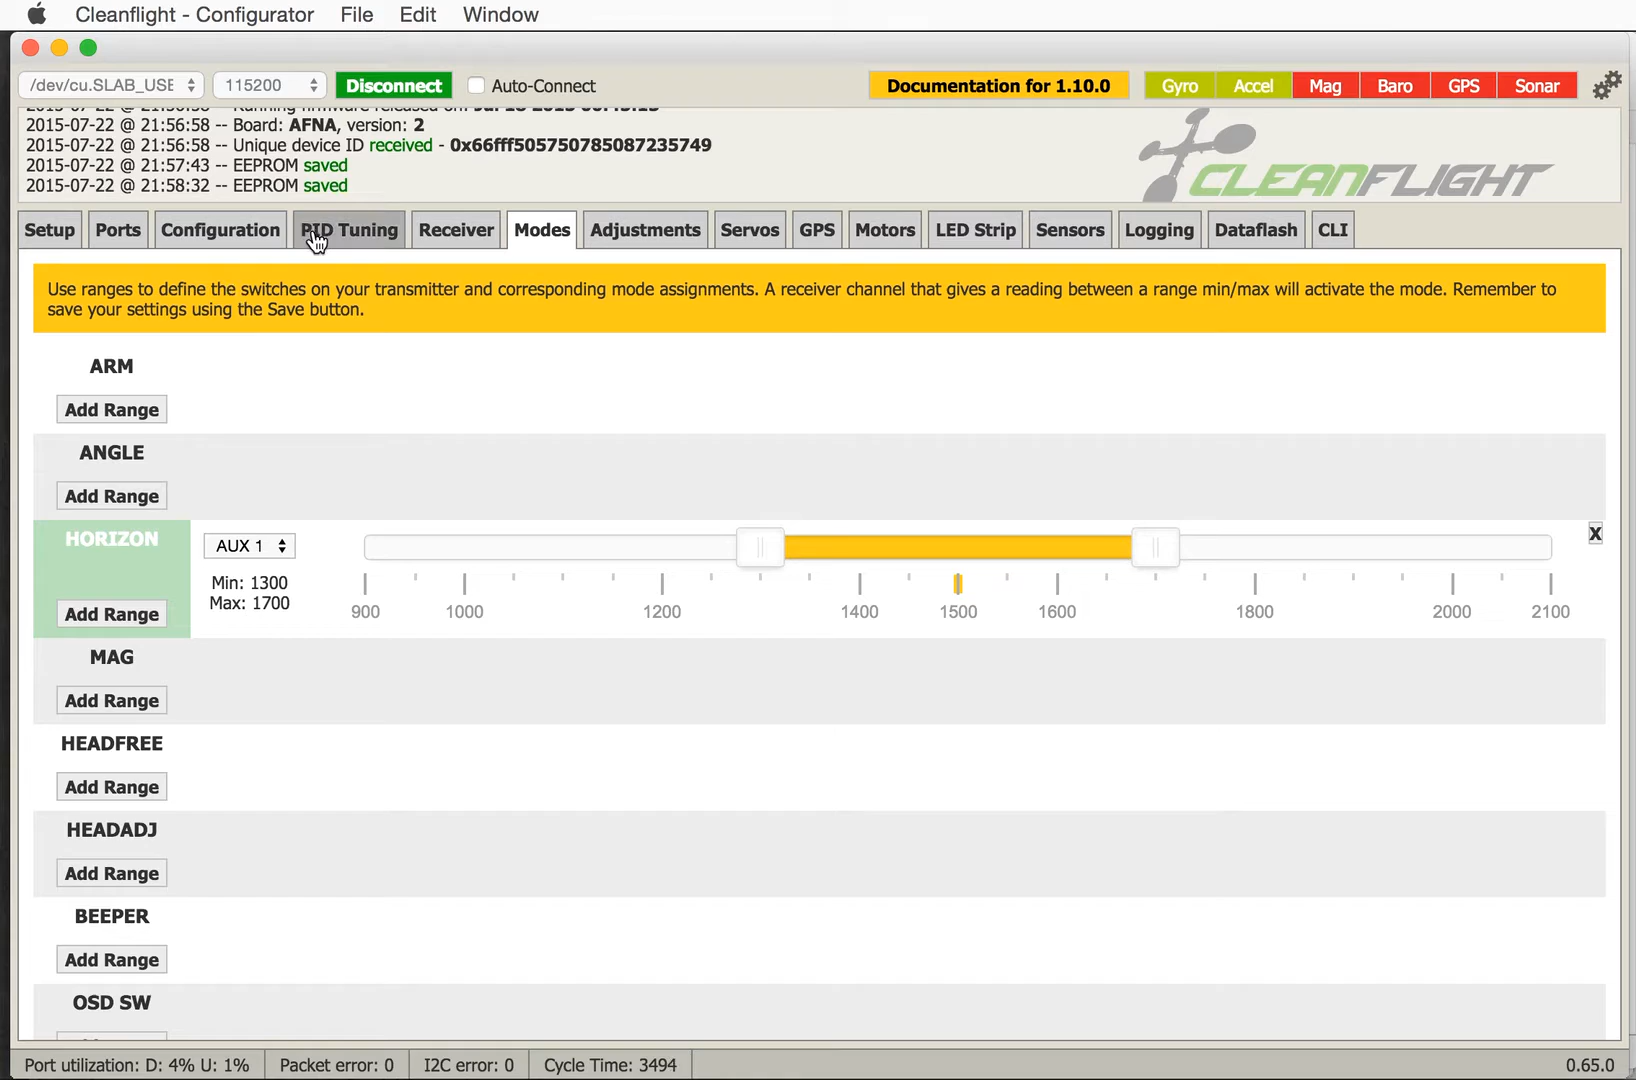 Cleanflight - Configurator File Edit Window
/dev/cu.SLAB_USE 115200 Disconnect Auto-Connect Documentation for 1.10.0 Gyro Accel Mag Baro GPS Sonar
2015-07-22 @ 21:56:58 -- Board: AFNA, version: 2
2015-07-22 @ 21:56:58 -- Unique device ID received - 0x66fff505750785087235749
2015-07-22 @ 21:57:43 -- EEPROM saved
2015-07-22 @ 21:58:32 -- EEPROM saved
CLEANFLIGHT
Setup Ports Configuration PID Tuning Receiver Modes Adjustments Servos GPS Motors LED Strip Sensors Logging Dataflash CLI
Use ranges to define the switches on your transmitter and corresponding mode assignments. A receiver channel that gives a reading between a range min/max will activate the mode. Remember to
save your settings using the Save button.
ARM
Add Range
ANGLE
Add Range
HORIZON AUX 1 X
Min: 1300
Max: 1700
Add Range 900 1000 1200 1400 1500 1600 1800 2000 2100
MAG
Add Range
HEADFREE
Add Range
HEADADJ
Add Range
BEEPER
Add Range
OSD SW
Port utilization: D: 4% U: 1% Packet error: 0 I2C error: 0 Cycle Time: 3494 0.65.0